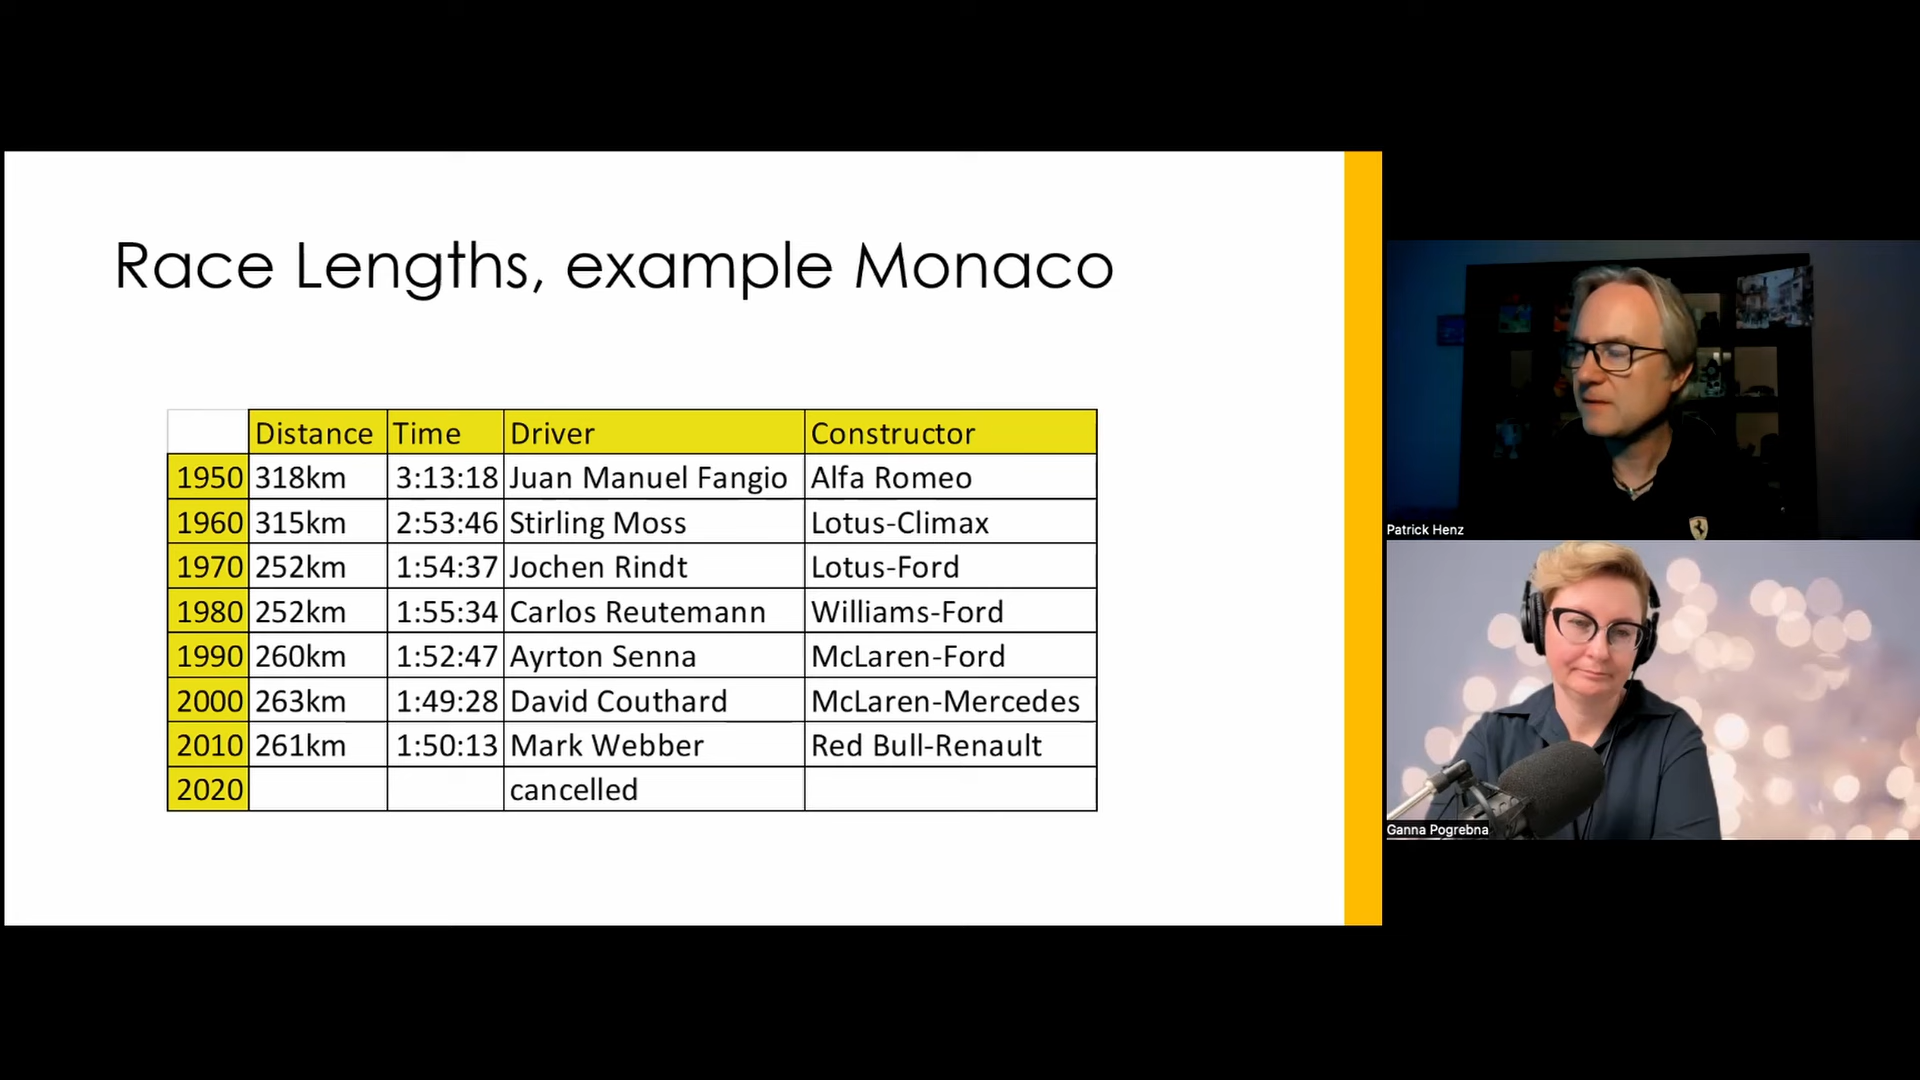 Race Lengths, example Monaco
Distance Time Driver Constructor
1950 318km 3:13:18 Juan Manuel Fangio Alfa Romeo
1960 315km 2:53:46 Stirling Moss Lotus-Climax
1970 252km 1:54:37 Jochen Rindt Lotus-Ford
1980 252km 1:55:34 Carlos Reutemann Williams-Ford
1990 260km 1:52:47 Ayrton Senna McLaren-Ford
2000 263km 1:49:28 David Couthard McLaren-Mercedes
2010 261km 1:50:13 Mark Webber Red Bull-Renault
2020 cancelled
Patrick Henz
Ganna Pogrebna